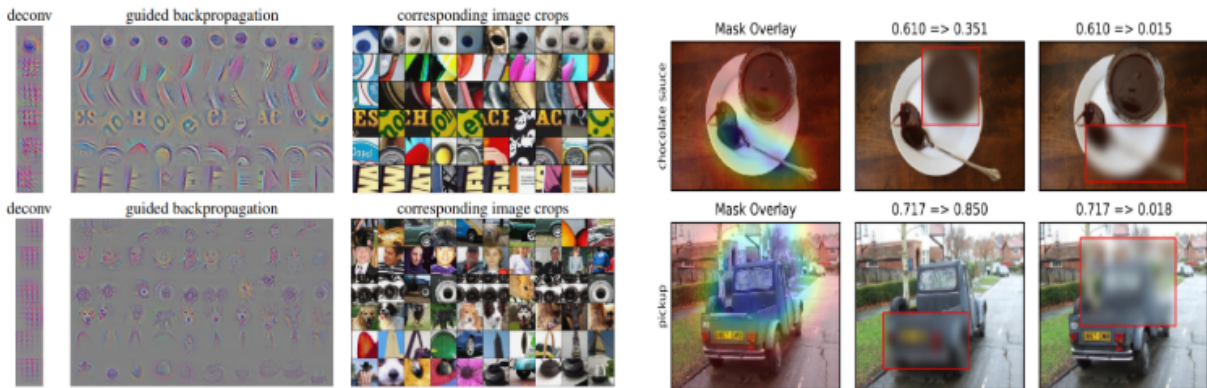 deconv
guided backpropagation
corresponding image crops
deconv
guided backpropagation
corresponding image crops
Mask Overlay
0.610 => 0.351
0.610 => 0.015
chocolate sauce
Mask Overlay
0.717 => 0.850
0.717 => 0.018
pickup